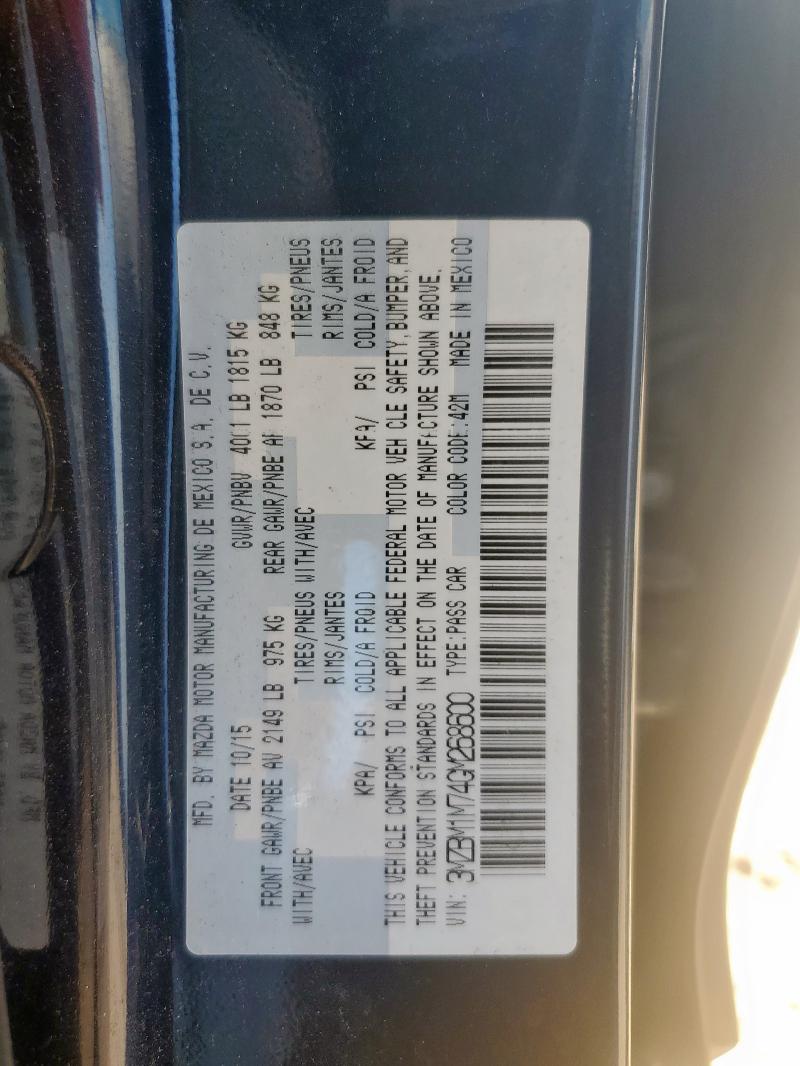 MFD. BY MAZDA MOTOR MANUFACTURING DE MEXICO S.A. DE C.V.
DATE 10/15 GVWR/PNBV 4001 LB 1815 KG
FRONT GAWR/PNBE AV 2149 LB 975 KG REAR GAWR/PNBE AR 1870 LB 848 KG
WITH/AVEC TIRES/PNEUS WITH/AVEC TIRES/PNEUS
RIMS/JANTES RIMS/JANTES
KPA/ PSI COLD/A FROID KPA/ PSI COLD/A FROID
THIS VEHICLE CONFORMS TO ALL APPLICABLE FEDERAL MOTOR VEHICLE SAFETY, BUMPER, AND
THEFT PREVENTION STANDARDS IN EFFECT ON THE DATE OF MANUFACTURE SHOWN ABOVE.
VIN: 3MZBM1M74GM268600 TYPE:PASS CAR COLOR CODE:42M MADE IN MEXICO